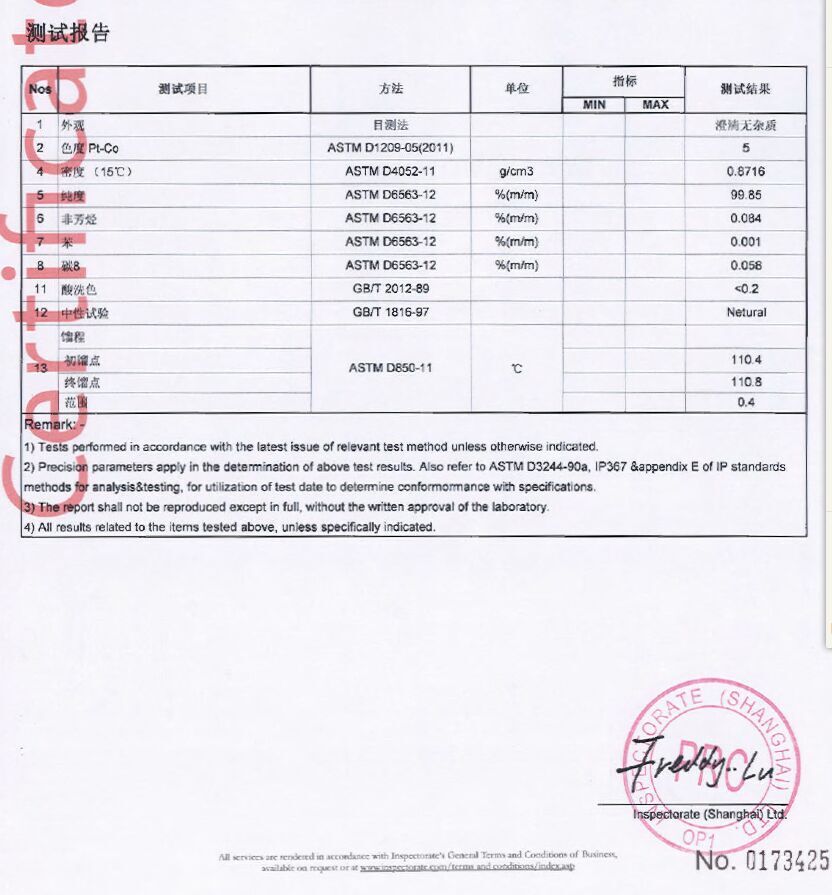 测试报告
Certificate
Nos 测试项目 方法 单位 指标 测试结果
MIN MAX
1 外观 目测法 澄清无杂质
2 色度 Pt-Co ASTM D1209-05(2011) 5
4 密度 (15℃) ASTM D4052-11 g/cm3 0.8716
5 纯度 ASTM D6563-12 %(m/m) 99.85
6 非芳烃 ASTM D6563-12 %(m/m) 0.084
7 苯 ASTM D6563-12 %(m/m) 0.001
8 碳8 ASTM D6563-12 %(m/m) 0.058
11 酸洗色 GB/T 2012-89 <0.2
12 中性试验 GB/T 1816-97 Netural
馏程
初馏点 110.4
13 ASTM D850-11 ℃
终馏点 110.8
范围 0.4
Remark: -
1) Tests performed in accordance with the latest issue of relevant test method unless otherwise indicated.
2) Precision parameters apply in the determination of above test results. Also refer to ASTM D3244-90a, IP367 &appendix E of IP standards
methods for analysis&testing, for utilization of test date to determine conformormance with specifications.
3) The report shall not be reproduced except in full, without the written approval of the laboratory.
4) All results related to the items tested above, unless specifically indicated.
INSPECTORATE (SHANGHAI) LTD.
PRC
OP1
Freddy. Lu
Inspectorate (Shanghai) Ltd.
All services are rendered in accordance with Inspectorate's General Terms and Conditions of Business,
available on request or at www.inspectorate.com/terms and conditions/index.asp
No. 0173425